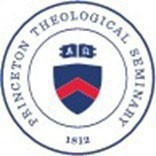 PRINCETON THEOLOGICAL SEMINARY
Α Ω
1812